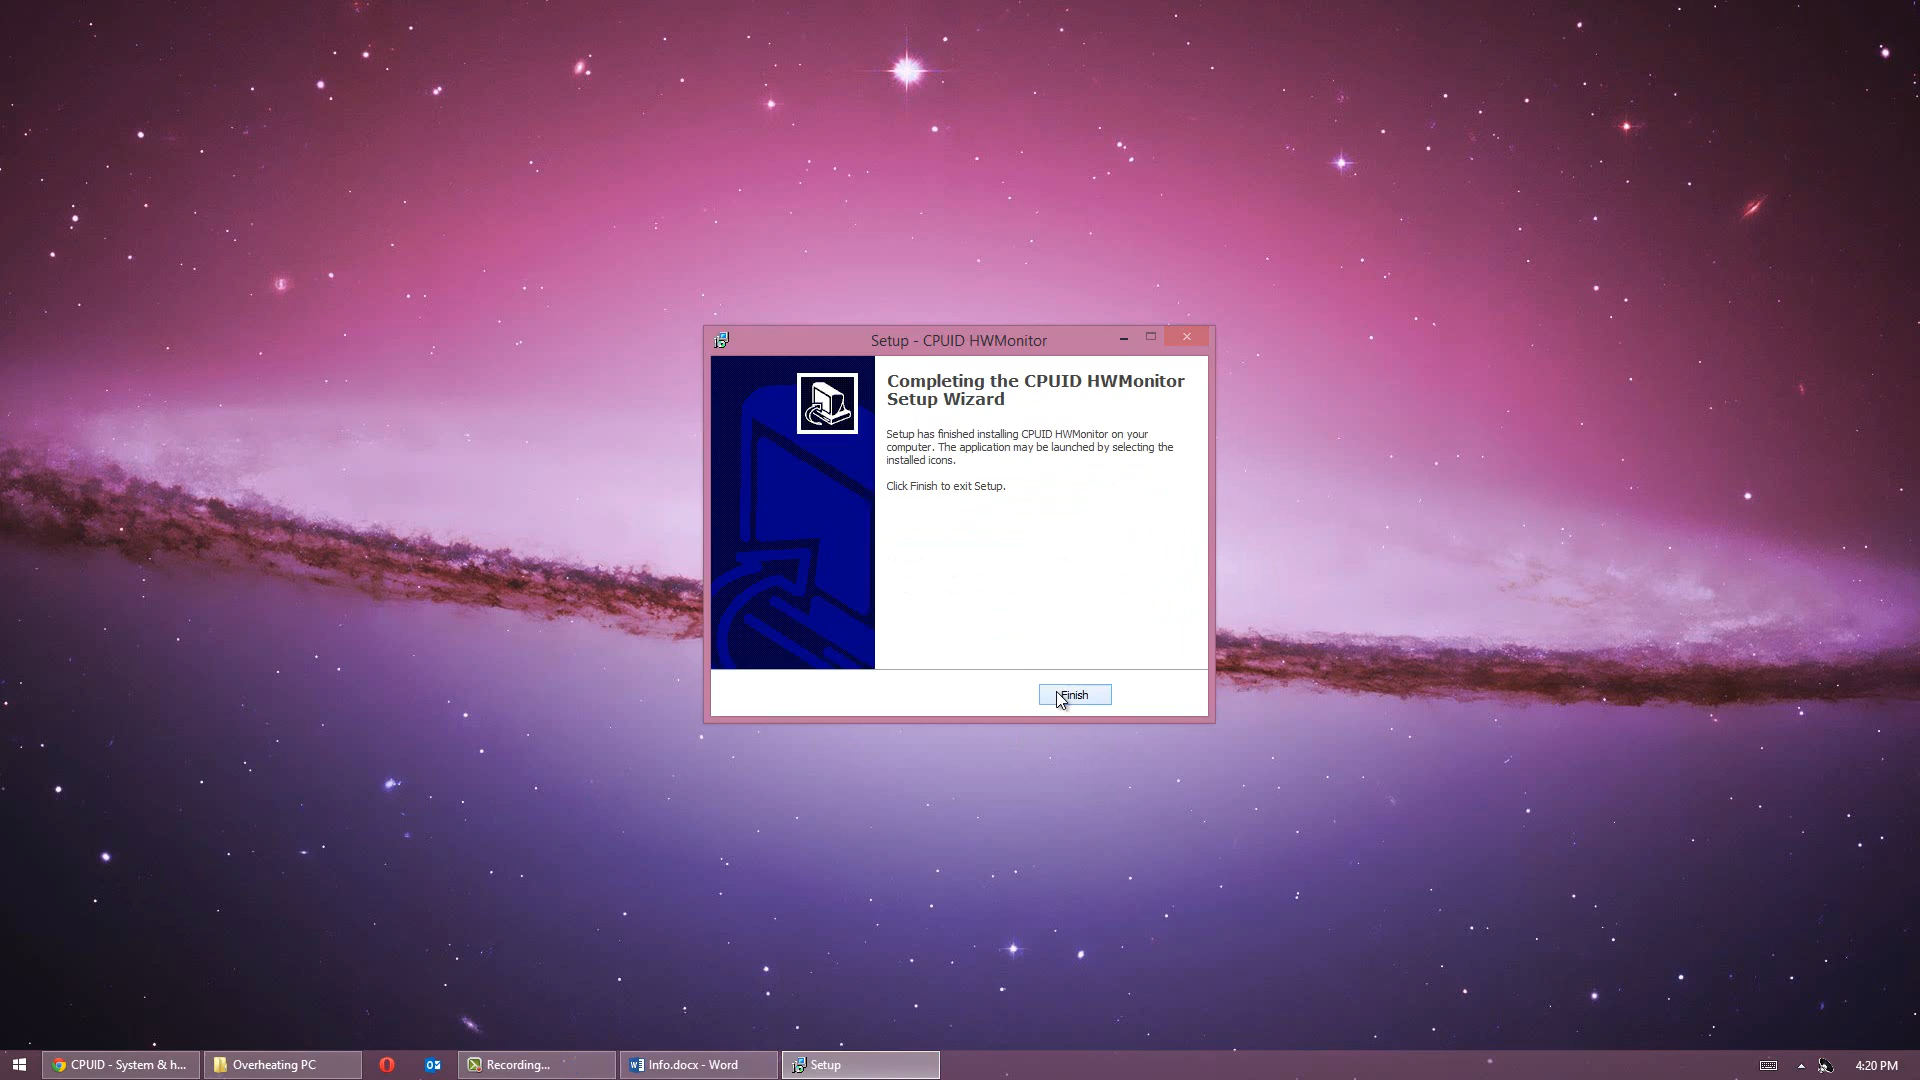 Setup - CPUID HWMonitor
Completing the CPUID HWMonitor
Setup Wizard
Setup has finished installing CPUID HWMonitor on your
computer. The application may be launched by selecting the
installed icons.
Click Finish to exit Setup.
Finish
CPUID - System & h...
Overheating PC
Recording...
Info.docx - Word
Setup
4:20 PM